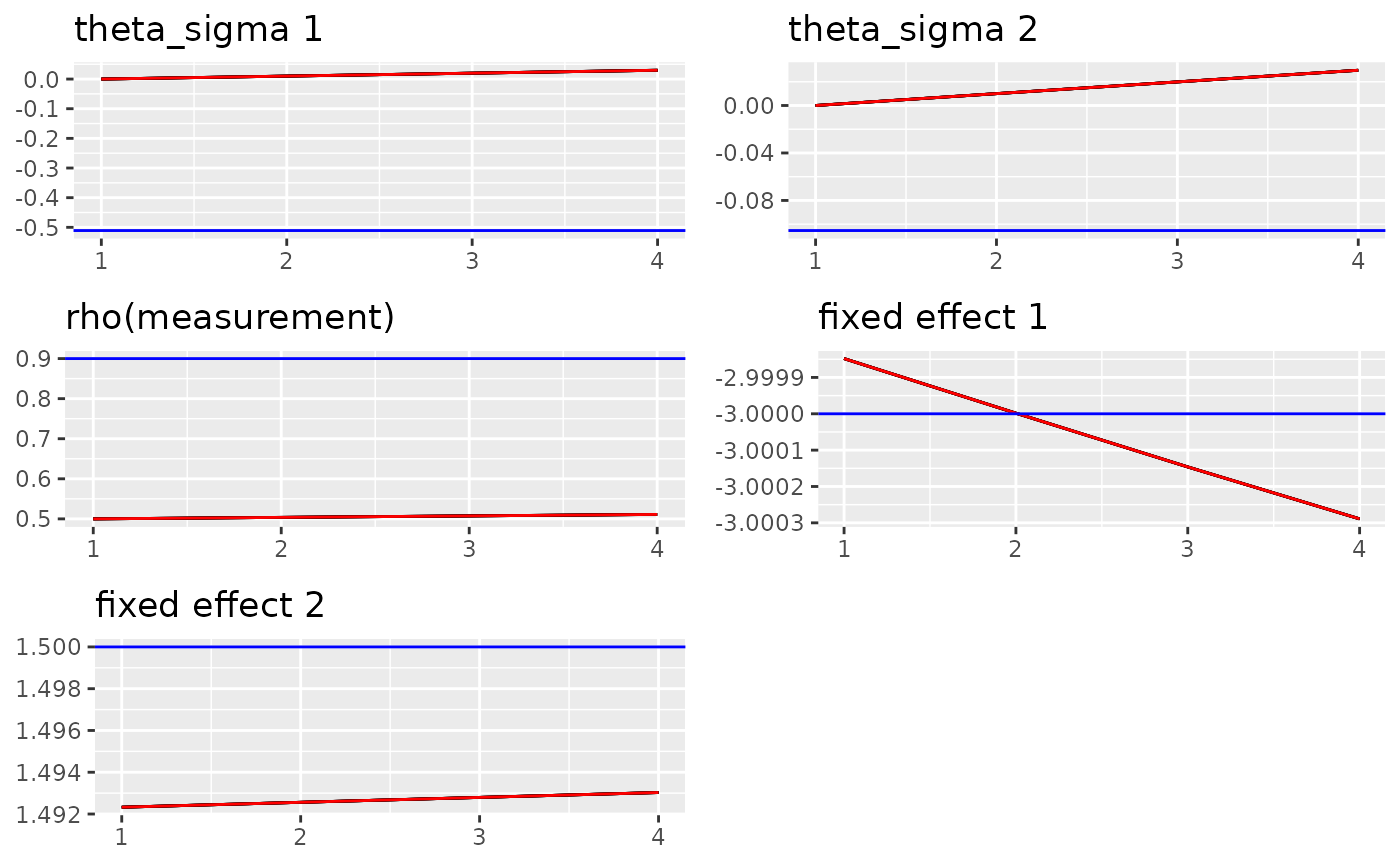 theta_sigma 1
0.0
-0.1
-0.2
-0.3
-0.4
-0.5
1 2 3 4
theta_sigma 2
0.00
-0.04
-0.08
1 2 3 4
rho(measurement)
0.9
0.8
0.7
0.6
0.5
1 2 3 4
fixed effect 1
-2.9999
-3.0000
-3.0001
-3.0002
-3.0003
1 2 3 4
fixed effect 2
1.500
1.498
1.496
1.494
1.492
1 2 3 4